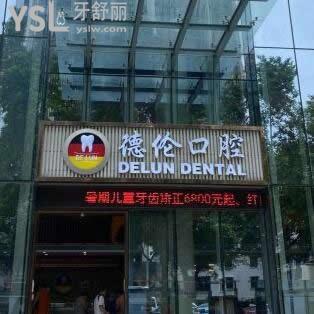 YSL 牙舒丽
www.yslw.com
德伦口腔
DE LUN
DELUN DENTAL
暑期儿童牙齿矫正6800元起、